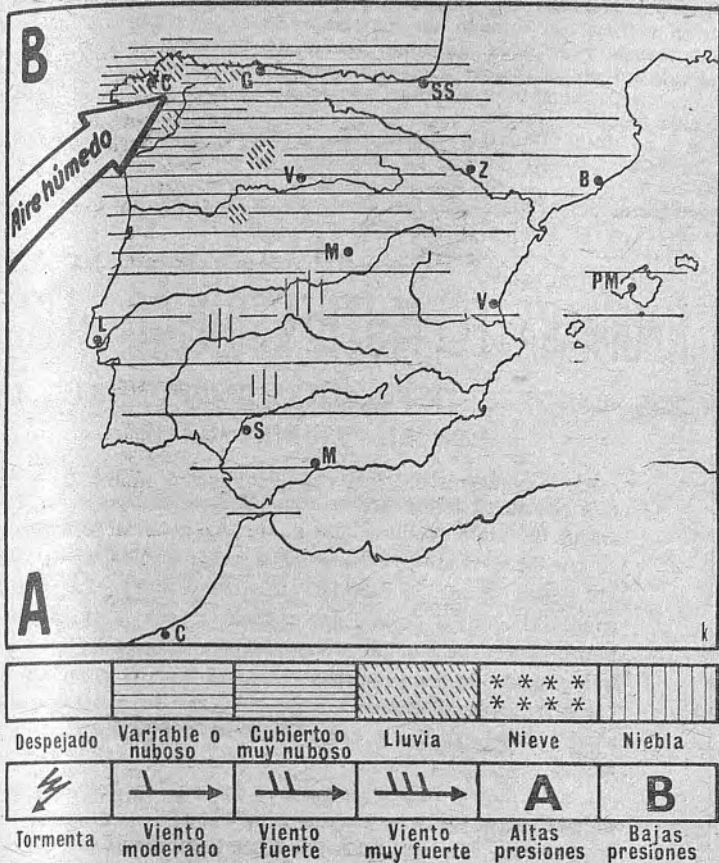 B
C
G
SS
Aire húmedo
V
Z
B
M
PM
V
L
S
M
A
C
k
Despejado
Variable o nuboso
Cubierto o muy nuboso
Lluvia
* * * *
* * * *
Nieve
Niebla
A
B
Tormenta
Viento moderado
Viento fuerte
Viento muy fuerte
Altas presiones
Bajas presiones